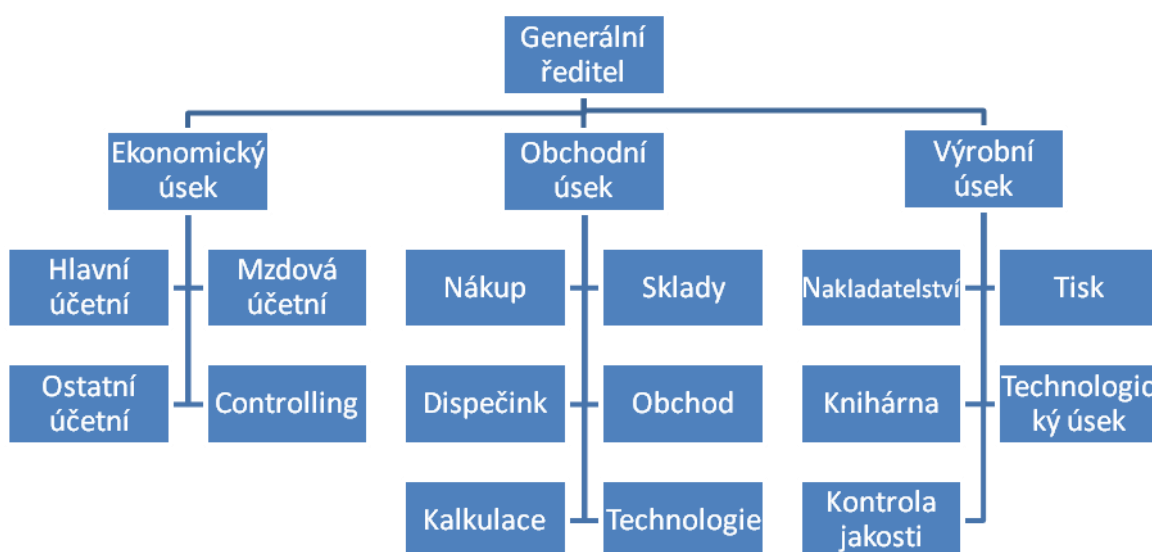 Generální
ředitel
Ekonomický
úsek
Obchodní
úsek
Výrobní
úsek
Hlavní
účetní
Mzdová
účetní
Nákup
Sklady
Nakladatelství
Tisk
Ostatní
účetní
Controlling
Dispečink
Obchod
Knihárna
Technologic
ký úsek
Kalkulace
Technologie
Kontrola
jakosti